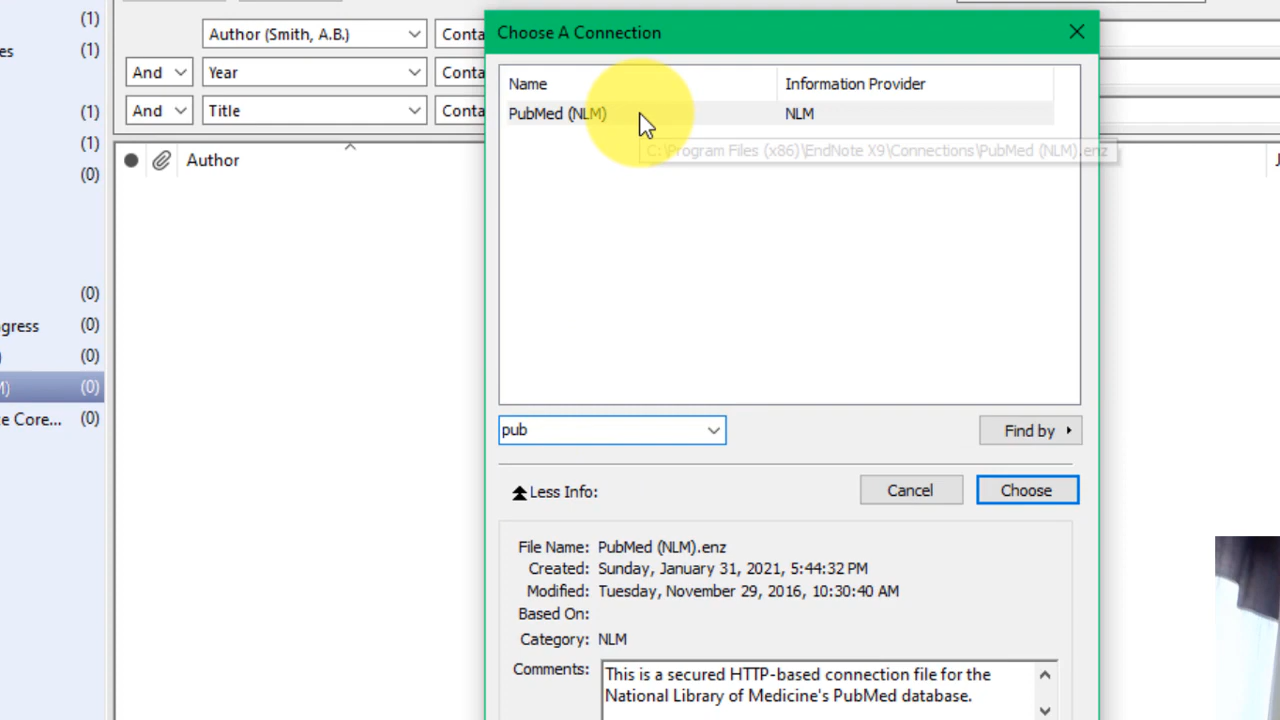 (1)
Author (Smith, A.B.)
Conta
es
(1)
And
Year
Conta
(1)
And
Title
Conta
(1)
(0)
Author
J
(0)
gress
(0)
)
(0)
M)
(0)
te Core...
(0)
Choose A Connection
Name
Information Provider
PubMed (NLM)
NLM
C:\Program Files (x86)\EndNote X9\Connections\PubMed (NLM).enz
pub
Find by
Less Info:
Cancel
Choose
File Name: PubMed (NLM).enz
Created: Sunday, January 31, 2021, 5:44:32 PM
Modified: Tuesday, November 29, 2016, 10:30:40 AM
Based On:
Category: NLM
Comments: This is a secured HTTP-based connection file for the
National Library of Medicine's PubMed database.